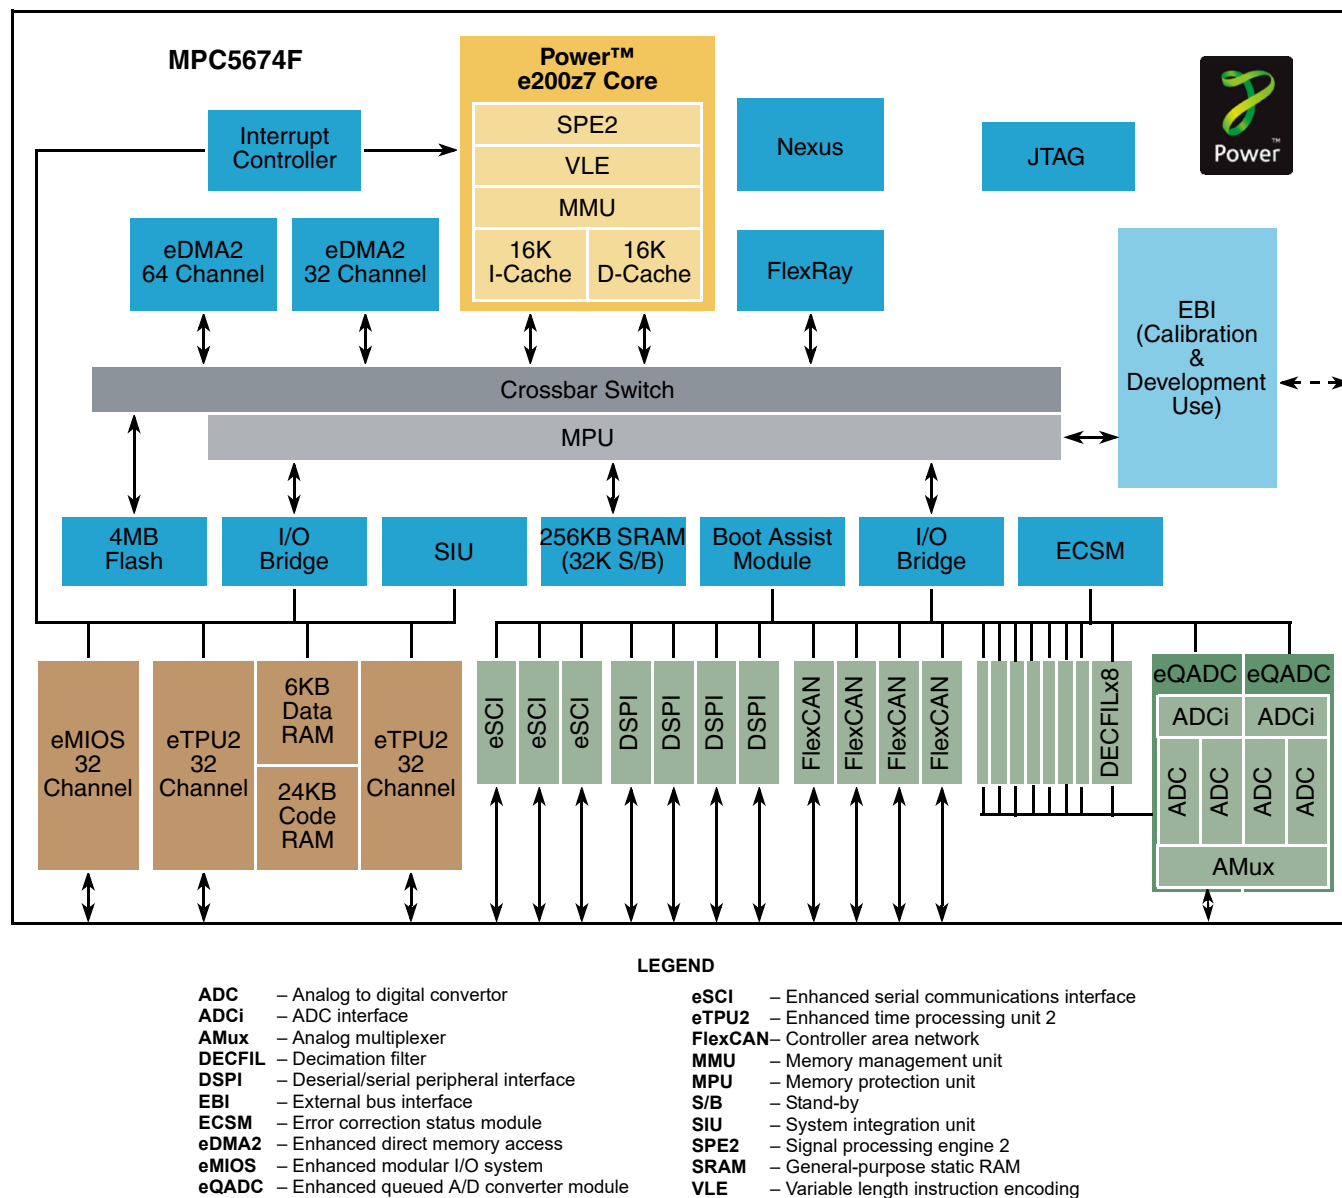 MPC5674F
Power™
e200z7 Core
SPE2
VLE
MMU
16K
I-Cache
16K
D-Cache
Interrupt
Controller
Nexus
JTAG
Power™
eDMA2
64 Channel
eDMA2
32 Channel
FlexRay
EBI
(Calibration
&
Development
Use)
Crossbar Switch
MPU
4MB
Flash
I/O
Bridge
SIU
256KB SRAM
(32K S/B)
Boot Assist
Module
I/O
Bridge
ECSM
eMIOS
32
Channel
eTPU2
32
Channel
6KB
Data
RAM
24KB
Code
RAM
eTPU2
32
Channel
eSCI
eSCI
eSCI
DSPI
DSPI
DSPI
DSPI
FlexCAN
FlexCAN
FlexCAN
FlexCAN
DECFILx8
eQADC
eQADC
ADCi
ADCi
ADC
ADC
ADC
ADC
AMux
LEGEND
ADC – Analog to digital convertor
ADCi – ADC interface
AMux – Analog multiplexer
DECFIL – Decimation filter
DSPI – Deserial/serial peripheral interface
EBI – External bus interface
ECSM – Error correction status module
eDMA2 – Enhanced direct memory access
eMIOS – Enhanced modular I/O system
eQADC – Enhanced queued A/D converter module
eSCI – Enhanced serial communications interface
eTPU2 – Enhanced time processing unit 2
FlexCAN – Controller area network
MMU – Memory management unit
MPU – Memory protection unit
S/B – Stand-by
SIU – System integration unit
SPE2 – Signal processing engine 2
SRAM – General-purpose static RAM
VLE – Variable length instruction encoding